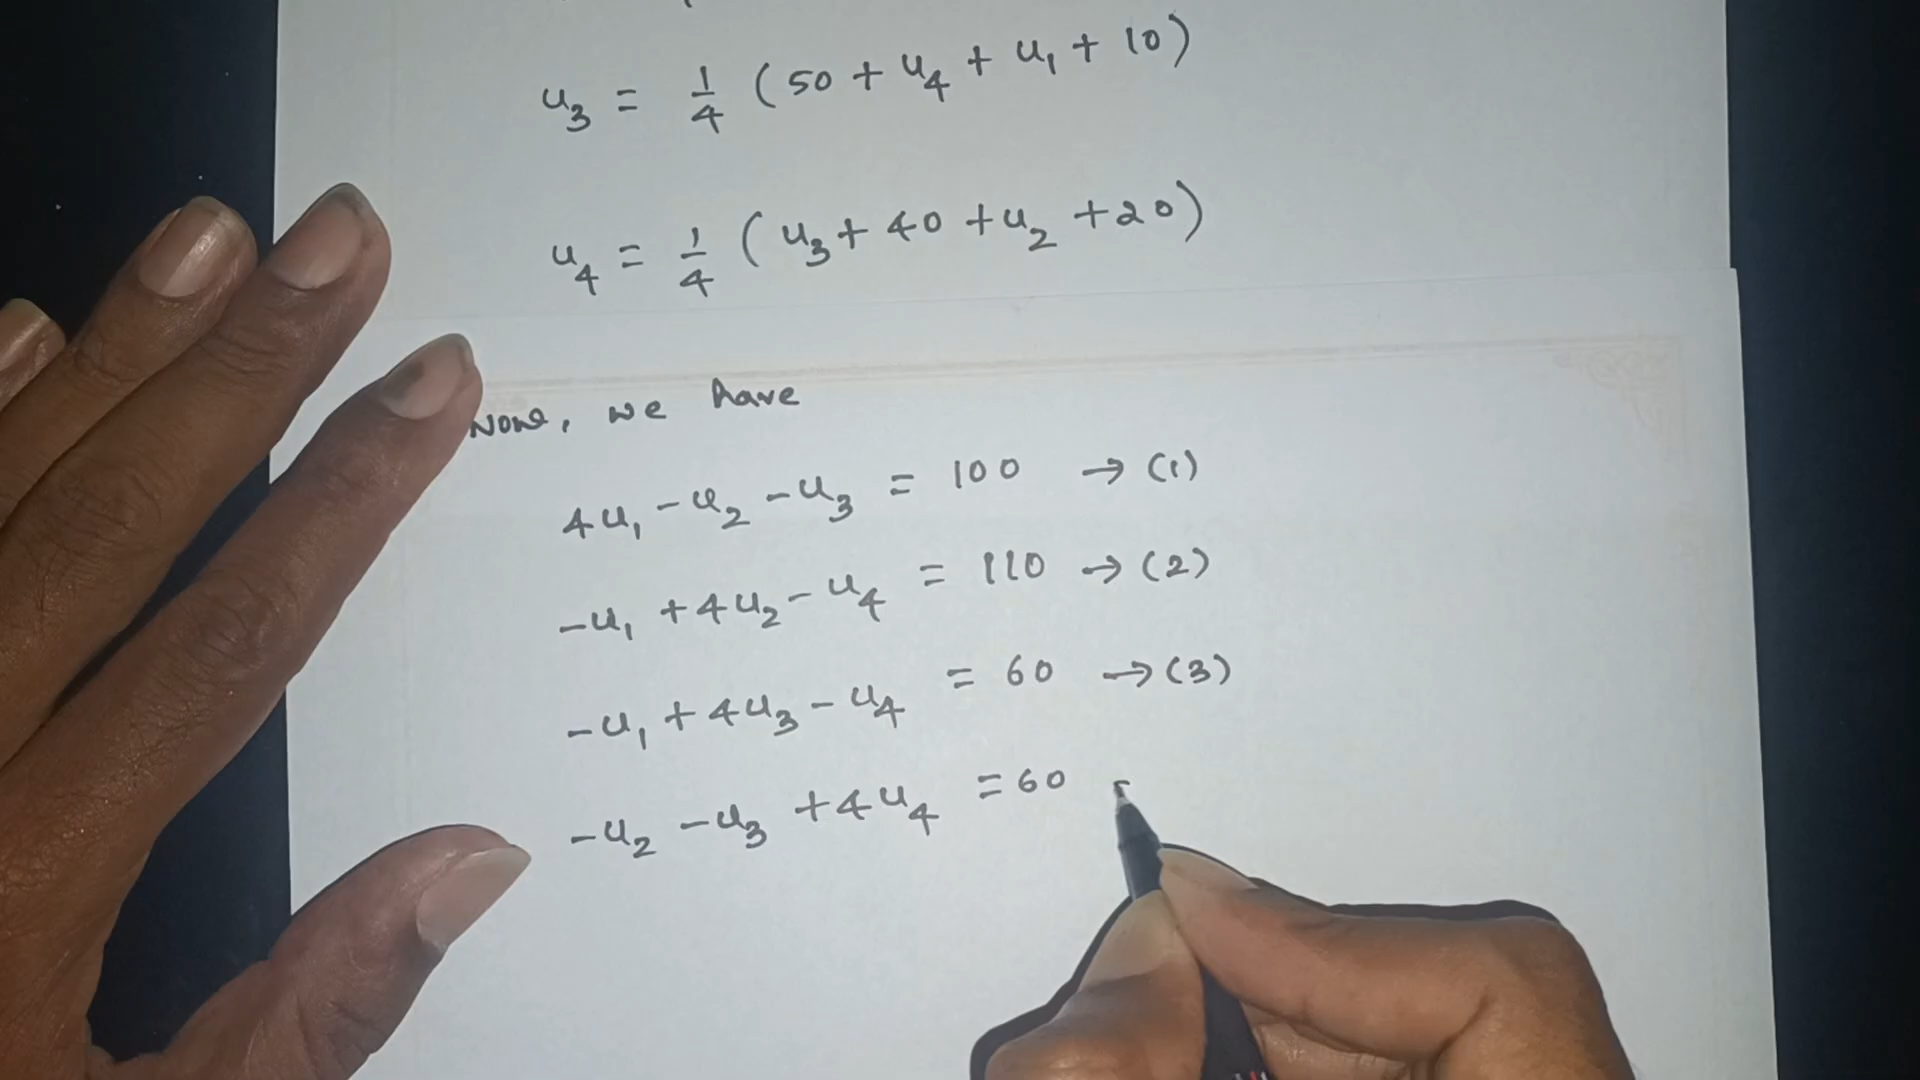 u₃ = 1/4 (50 + u₄ + u₁ + 10)
u₄ = 1/4 (u₃ + 40 + u₂ + 20)
Now, we have
4u₁ - u₂ - u₃ = 100 → (1)
-u₁ + 4u₂ - u₄ = 110 → (2)
-u₁ + 4u₃ - u₄ = 60 → (3)
-u₂ - u₃ + 4u₄ = 60